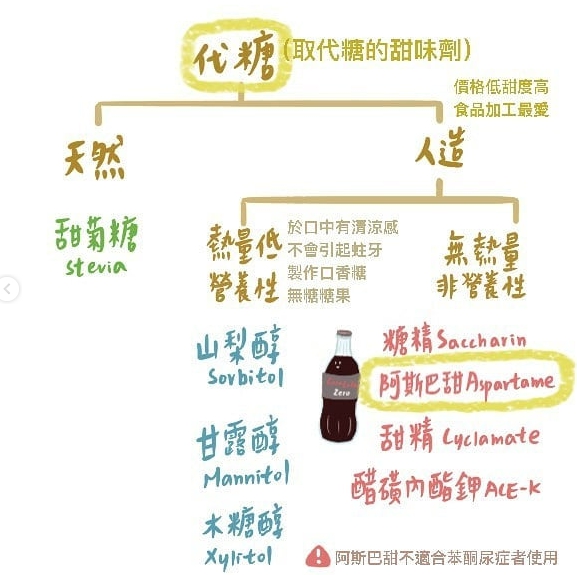 代糖(取代糖的甜味劑)
價格低甜度高
食品加工最愛
天然
人造
甜菊糖
stevia
熱量低
營養性
於口中有清涼感
不會引起蛀牙
製作口香糖
無糖糖果
無熱量
非營養性
山梨醇
Sorbitol
甘露醇
Mannitol
木糖醇
Xylitol
Zero
糖精 Saccharin
阿斯巴甜 Aspartame
甜精 Cyclamate
醋磺內酯鉀 ACE-K
阿斯巴甜不適合苯酮尿症者使用